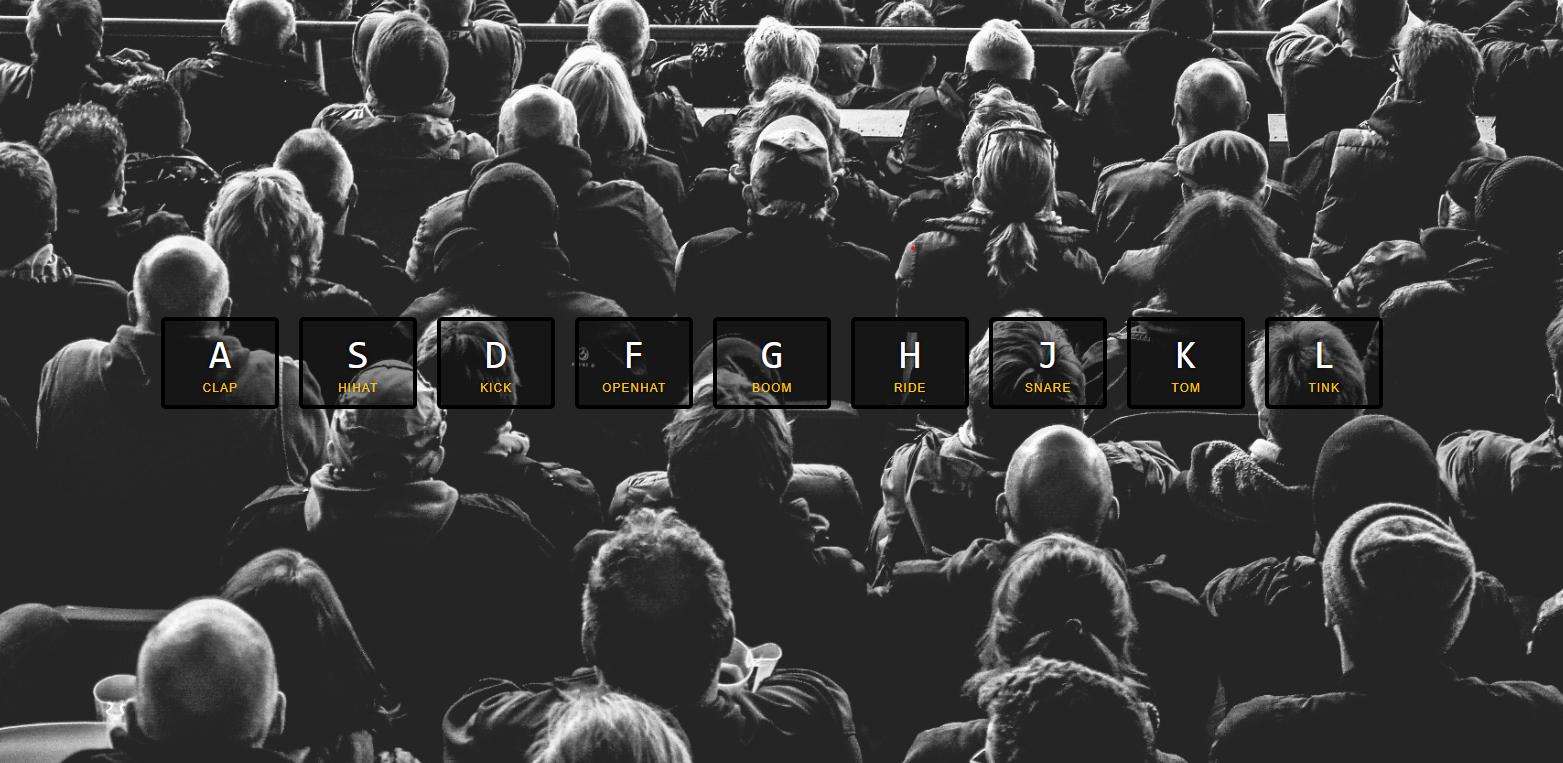 A S D F G H J K L
CLAP HIHAT KICK OPENHAT BOOM RIDE SNARE TOM TINK